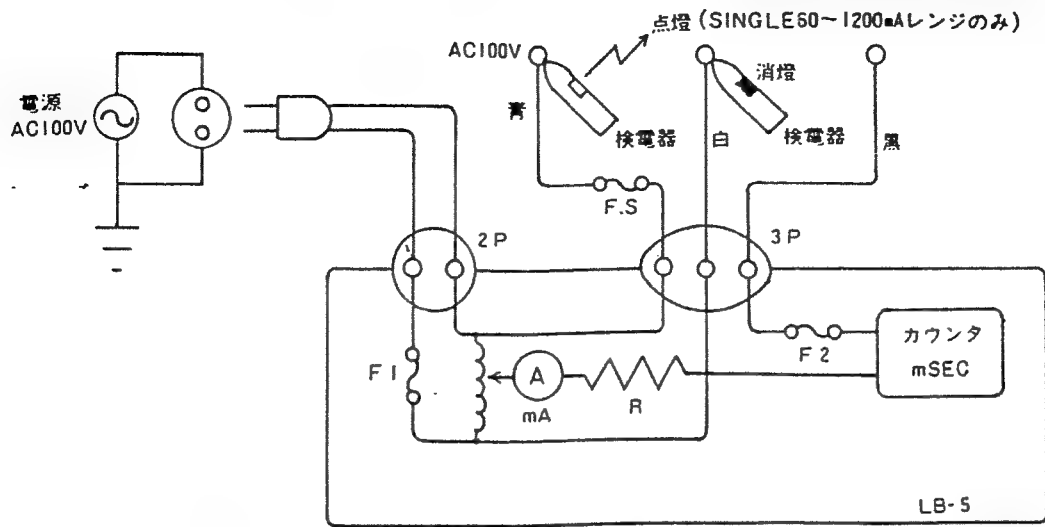 点燈 (SINGLE60～1200mAレンジのみ)
AC100V
消燈
電源
AC100V
青
検電器
白
検電器
黒
F.S
2P
3P
F1
A
mA
R
F2
カウンタ
mSEC
LB-5